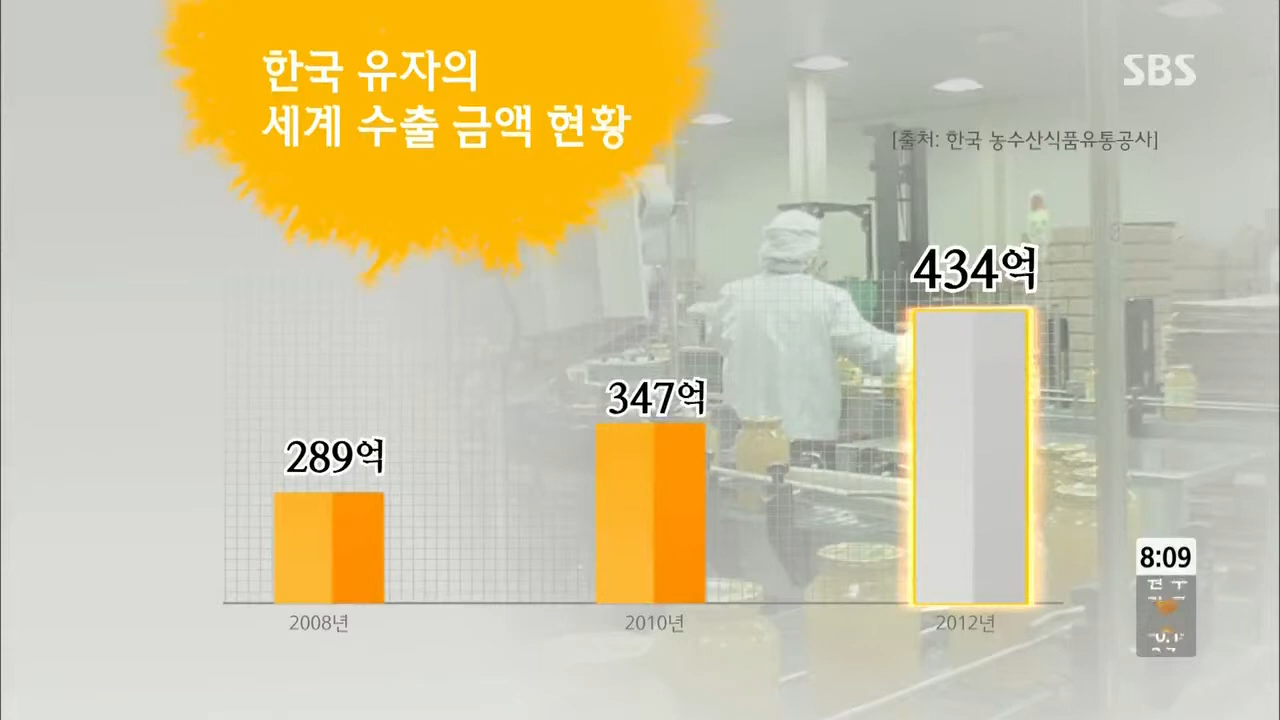 한국 유자의
세계 수출 금액 현황
SBS
[출처: 한국 농수산식품유통공사]
289억
347억
434억
2008년
2010년
2012년
8:09